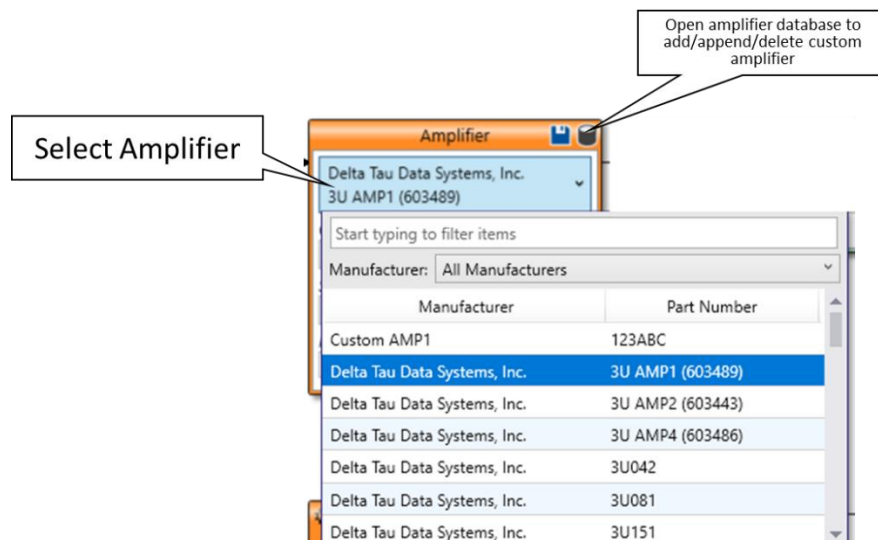 Open amplifier database to
add/append/delete custom
amplifier
Select Amplifier
Amplifier
Delta Tau Data Systems, Inc.
3U AMP1 (603489)
Start typing to filter items
Manufacturer: All Manufacturers
Manufacturer Part Number
Custom AMP1 123ABC
Delta Tau Data Systems, Inc. 3U AMP1 (603489)
Delta Tau Data Systems, Inc. 3U AMP2 (603443)
Delta Tau Data Systems, Inc. 3U AMP4 (603486)
Delta Tau Data Systems, Inc. 3U042
Delta Tau Data Systems, Inc. 3U081
Delta Tau Data Systems, Inc. 3U151